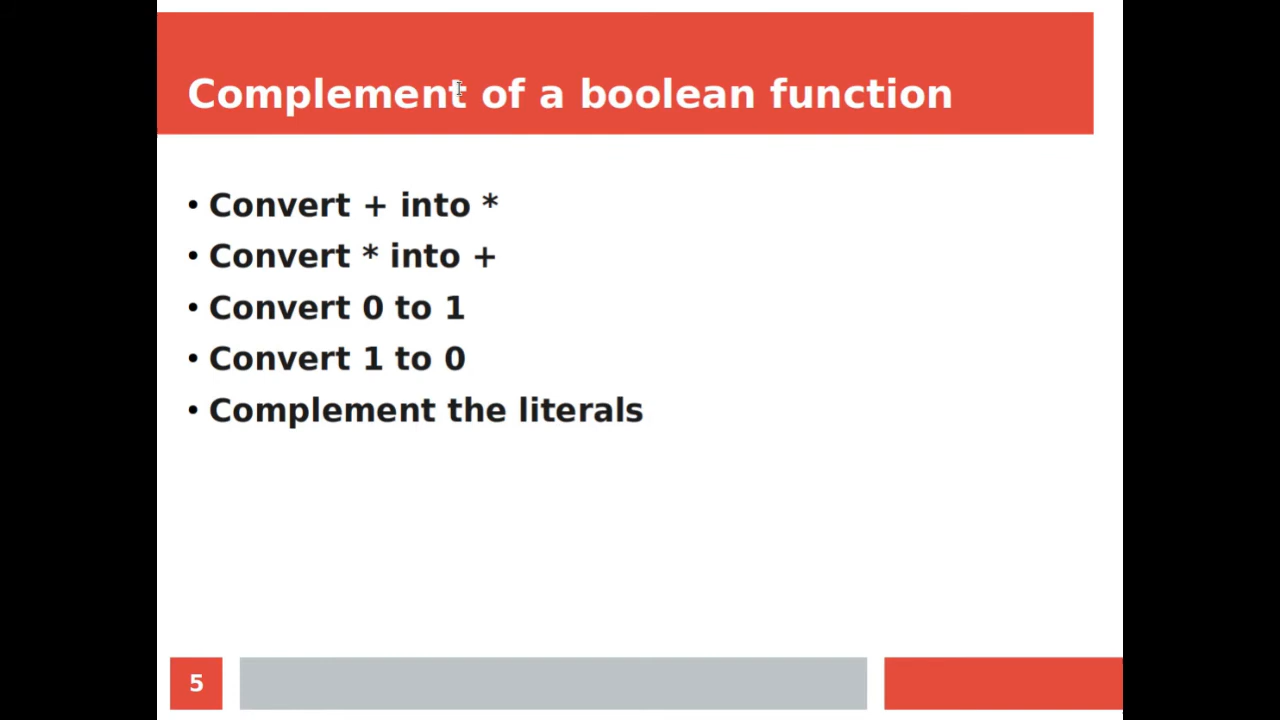 Complement of a boolean function
• Convert + into *
• Convert * into +
• Convert 0 to 1
• Convert 1 to 0
• Complement the literals
5